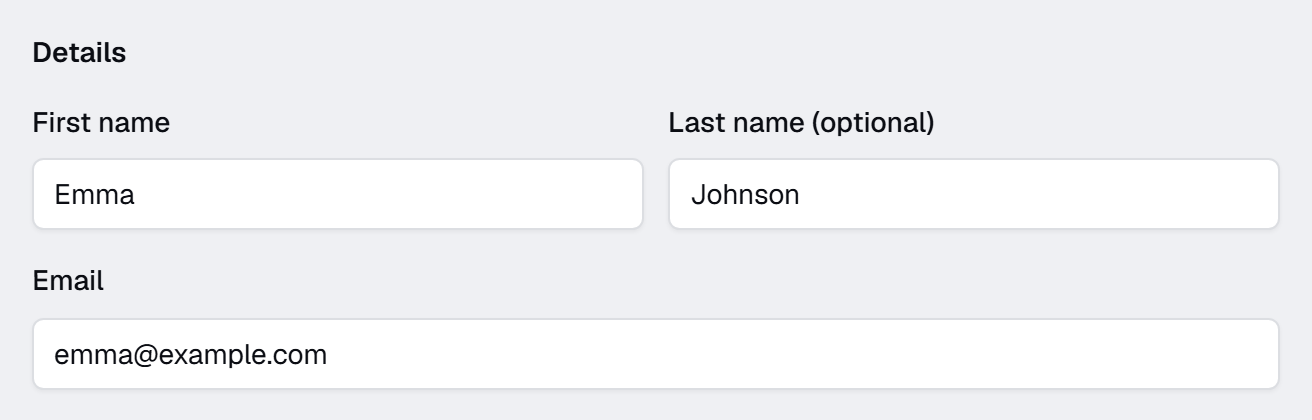 Details
First name
Last name (optional)
Emma
Johnson
Email
emma@example.com